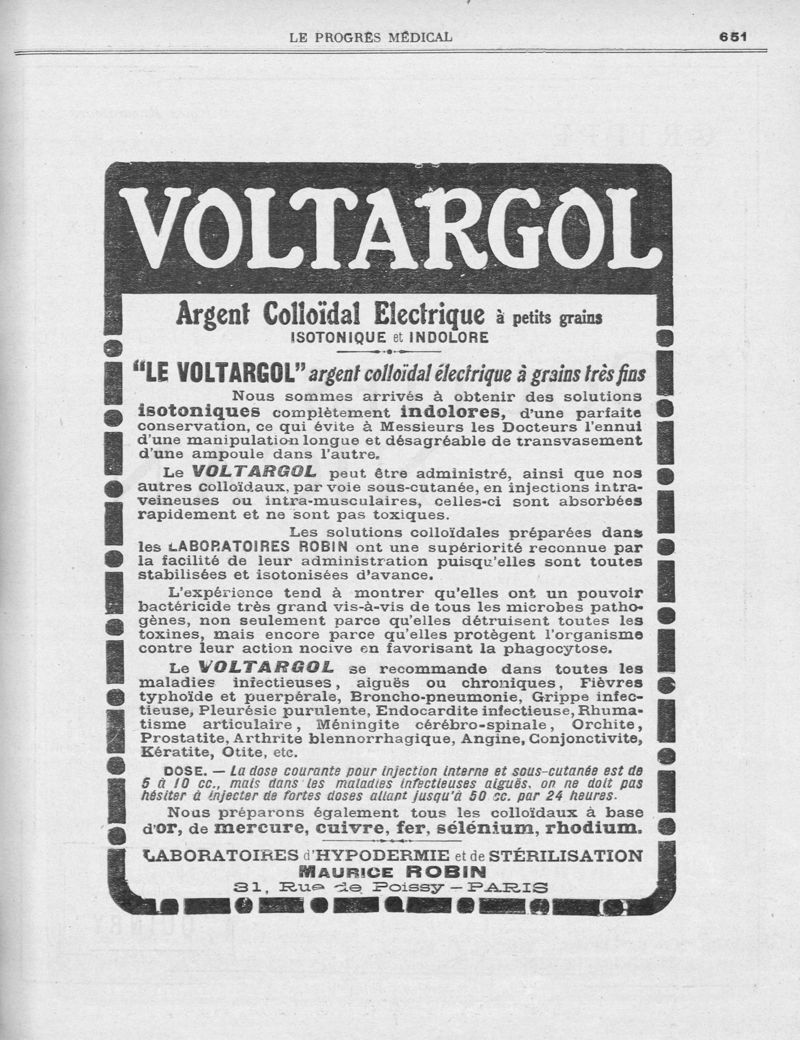 LE PROGRÈS MÉDICAL 651
VOLTARGOL
Argent Colloïdal Electrique à petits grains
ISOTONIQUE et INDOLORE
"LE VOLTARGOL" argent colloïdal électrique à grains très fins
Nous sommes arrivés à obtenir des solutions
isotoniques complètement indolores, d'une parfaite
conservation, ce qui évite à Messieurs les Docteurs l'ennui
d'une manipulation longue et désagréable de transvasement
d'une ampoule dans l'autre.
Le VOLTARGOL peut être administré, ainsi que nos
autres colloïdaux, par voie sous-cutanée, en injections intra-
veineuses ou intra-musculaires, celles-ci sont absorbées
rapidement et ne sont pas toxiques.
Les solutions colloïdales préparées dans
les LABORATOIRES ROBIN ont une supériorité reconnue par
la facilité de leur administration puisqu'elles sont toutes
stabilisées et isotonisées d'avance.
L'expérience tend à montrer qu'elles ont un pouvoir
bactéricide très grand vis-à-vis de tous les microbes patho-
gènes, non seulement parce qu'elles détruisent toutes les
toxines, mais encore parce qu'elles protègent l'organisme
contre leur action nocive en favorisant la phagocytose.
Le VOLTARGOL se recommande dans toutes les
maladies infectieuses, aiguës ou chroniques, Fièvres
typhoïde et puerpérale, Broncho-pneumonie, Grippe infec-
tieuse, Pleurésie purulente, Endocardite infectieuse, Rhuma-
tisme articulaire, Méningite cérébro-spinale, Orchite,
Prostatite, Arthrite blennorrhagique, Angine, Conjonctivite,
Kératite, Otite, etc.
DOSE. — La dose courante pour injection interne et sous-cutanée est de
5 à 10 cc., mais dans les maladies infectieuses aiguës, on ne doit pas
hésiter à injecter de fortes doses allant jusqu'à 50 cc. par 24 heures.
Nous préparons également tous les colloïdaux à base
d'or, de mercure, cuivre, fer, sélénium, rhodium.
LABORATOIRES d'HYPODERMIE et de STÉRILISATION
MAURICE ROBIN
31, Rue de Poissy — PARIS